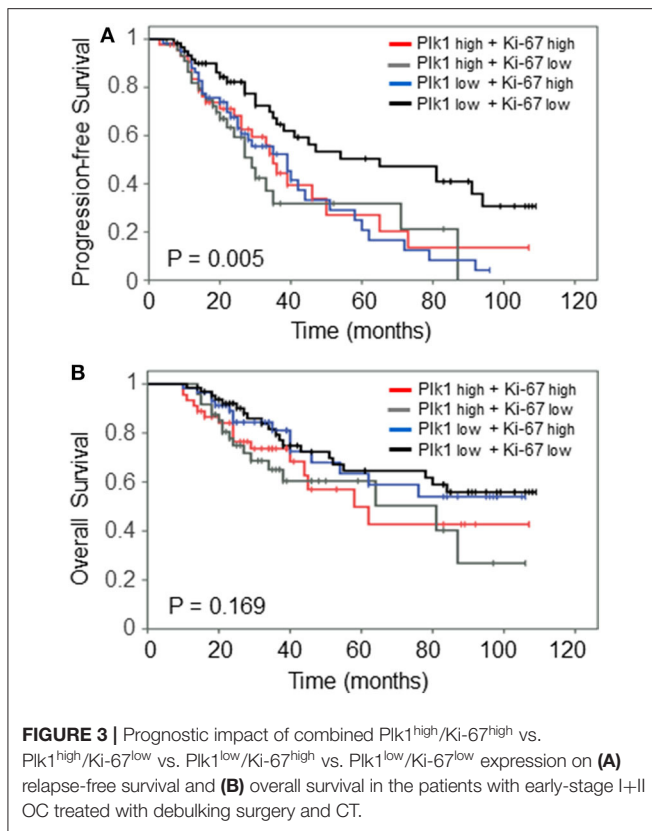 A
Progression-free Survival
1
0.8
0.6
0.4
0.2
0
Plk1 high + Ki-67 high
Plk1 high + Ki-67 low
Plk1 low + Ki-67 high
Plk1 low + Ki-67 low
P = 0.005
0 20 40 60 80 100 120
Time (months)
B
Overall Survival
1
0.8
0.6
0.4
0.2
0
Plk1 high + Ki-67 high
Plk1 high + Ki-67 low
Plk1 low + Ki-67 high
Plk1 low + Ki-67 low
P = 0.169
0 20 40 60 80 100 120
Time (months)
FIGURE 3 | Prognostic impact of combined Plk1high/Ki-67high vs.
Plk1high/Ki-67low vs. Plk1low/Ki-67high vs. Plk1low/Ki-67low expression on (A)
relapse-free survival and (B) overall survival in the patients with early-stage I+II
OC treated with debulking surgery and CT.